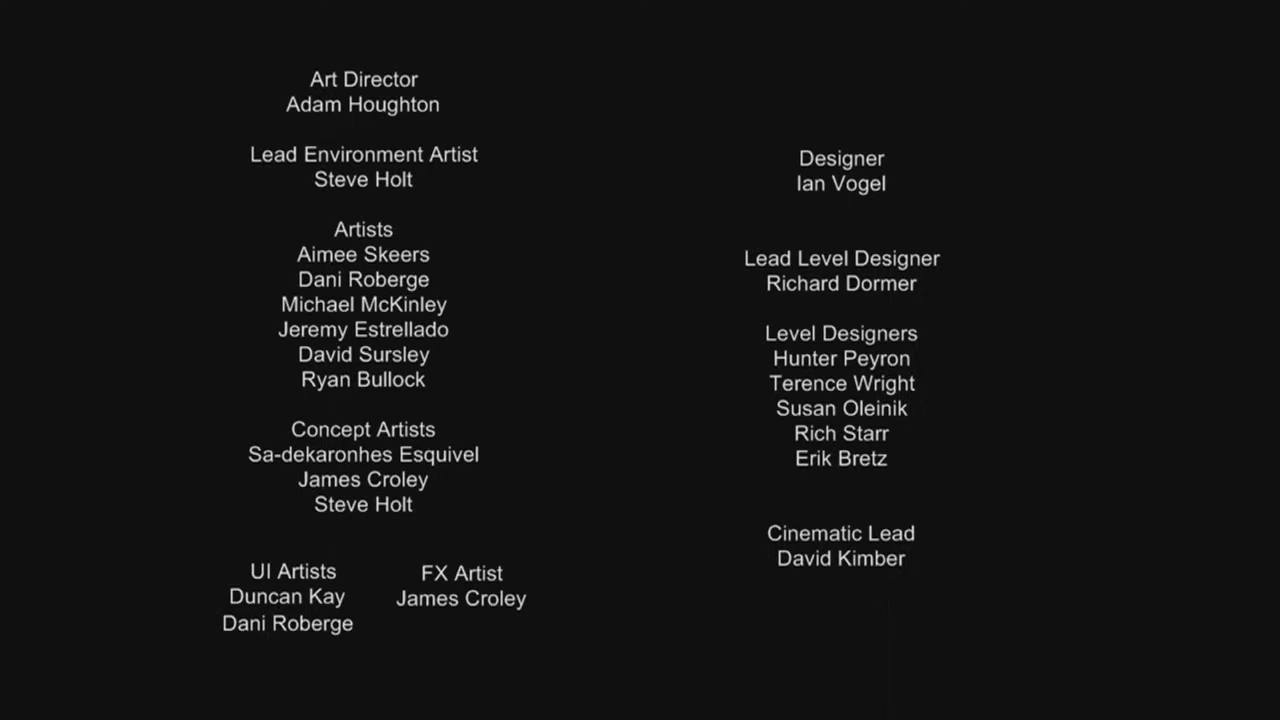 Art Director
Adam Houghton
Lead Environment Artist
Steve Holt
Artists
Aimee Skeers
Dani Roberge
Michael McKinley
Jeremy Estrellado
David Sursley
Ryan Bullock
Concept Artists
Sa-dekaronhes Esquivel
James Croley
Steve Holt
UI Artists
Duncan Kay
Dani Roberge
FX Artist
James Croley
Designer
Ian Vogel
Lead Level Designer
Richard Dormer
Level Designers
Hunter Peyron
Terence Wright
Susan Oleinik
Rich Starr
Erik Bretz
Cinematic Lead
David Kimber